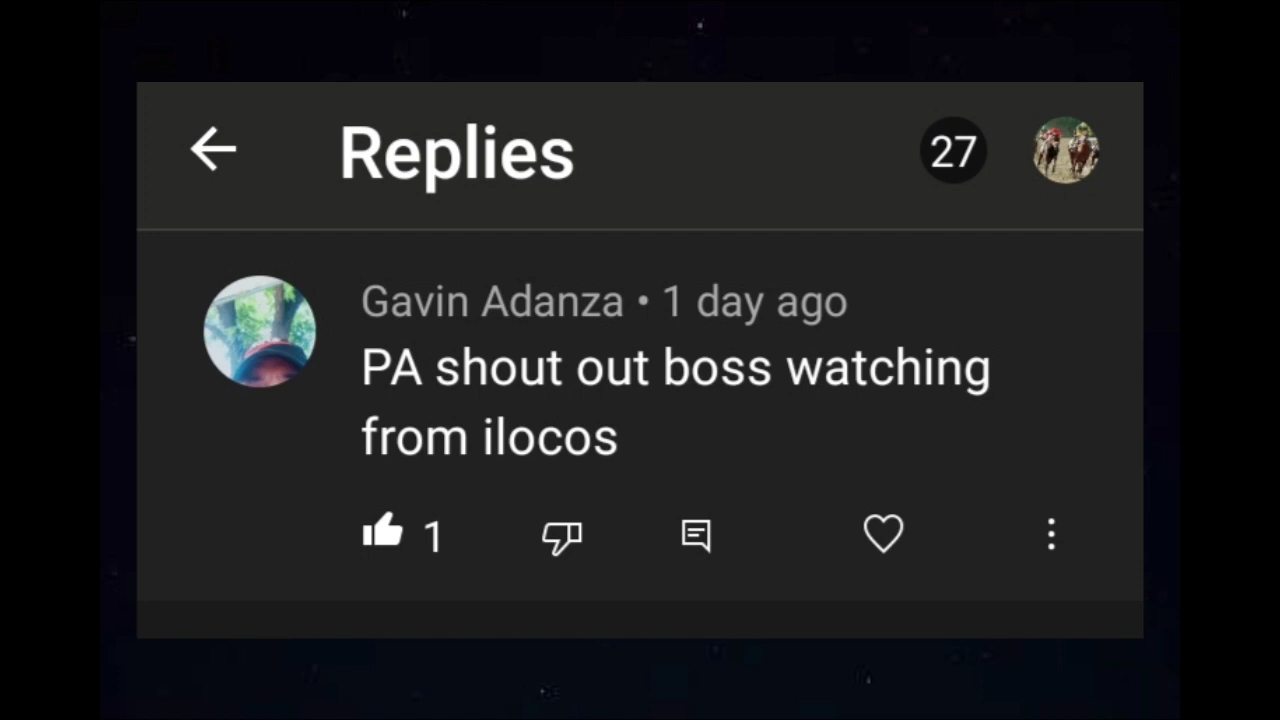 Replies
27
Gavin Adanza • 1 day ago
PA shout out boss watching
from ilocos
1